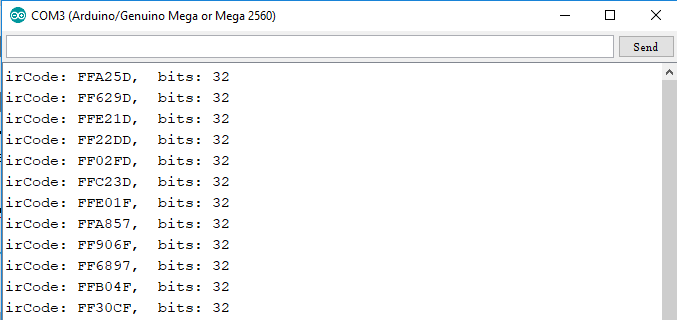 COM3 (Arduino/Genuino Mega or Mega 2560)
Send
irCode: FFA25D,  bits: 32
irCode: FF629D,  bits: 32
irCode: FFE21D,  bits: 32
irCode: FF22DD,  bits: 32
irCode: FF02FD,  bits: 32
irCode: FFC23D,  bits: 32
irCode: FFE01F,  bits: 32
irCode: FFA857,  bits: 32
irCode: FF906F,  bits: 32
irCode: FF6897,  bits: 32
irCode: FFB04F,  bits: 32
irCode: FF30CF,  bits: 32